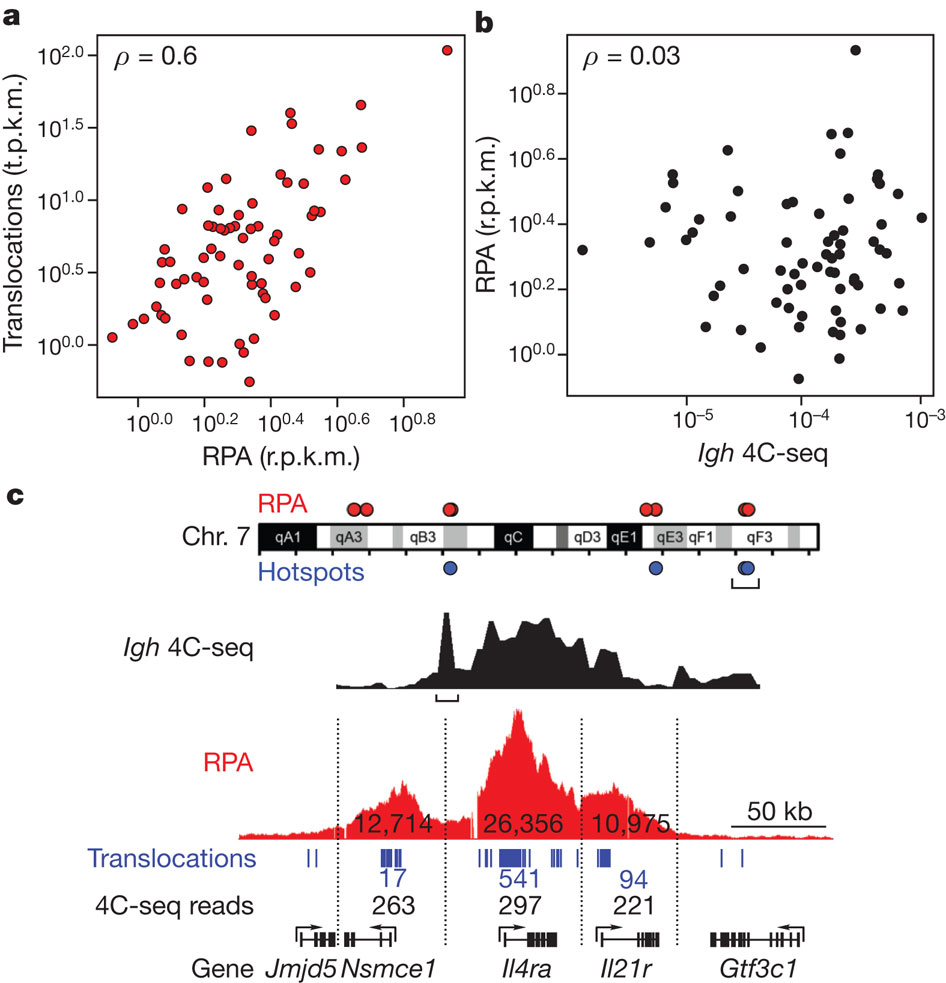 a
ρ = 0.6
Translocations (t.p.k.m.)
10^2.0
10^1.5
10^1.0
10^0.5
10^0.0
10^0.0 10^0.2 10^0.4 10^0.6 10^0.8
RPA (r.p.k.m.)
b
ρ = 0.03
RPA (r.p.k.m.)
10^0.8
10^0.6
10^0.4
10^0.2
10^0.0
10^–5 10^–4 10^–3
Igh 4C-seq
c
RPA
Chr. 7 qA1 qA3 qB3 qC qD3 qE1 qE3 qF1 qF3
Hotspots
Igh 4C-seq
RPA
12,714 26,356 10,975 50 kb
Translocations
17 541 94
4C-seq reads 263 297 221
Gene Jmjd5 Nsmce1 Il4ra Il21r Gtf3c1